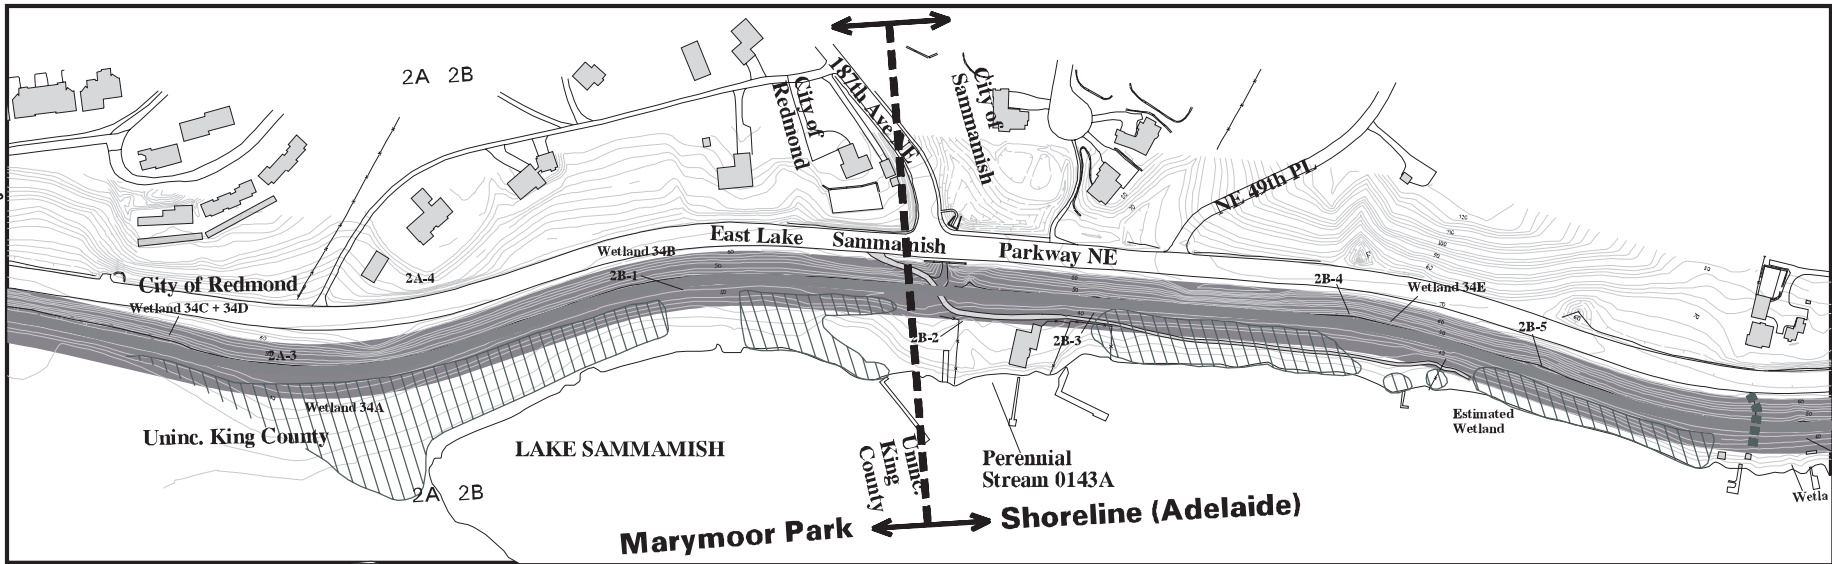 2A 2B
187th Ave NE
City of
Redmond
City of
Sammamish
NE 49th PL
East Lake Sammamish Parkway NE
Wetland 34B
2B-1
2A-4
City of Redmond
Wetland 34C + 34D
2A-3
2B-4
Wetland 34E
2B-5
2B-2
2B-3
Wetland 34A
Uninc. King County
LAKE SAMMAMISH
Uninc.
King
County
Estimated
Wetland
Perennial
Stream 0143A
2A 2B
Wetla
Marymoor Park
Shoreline (Adelaide)